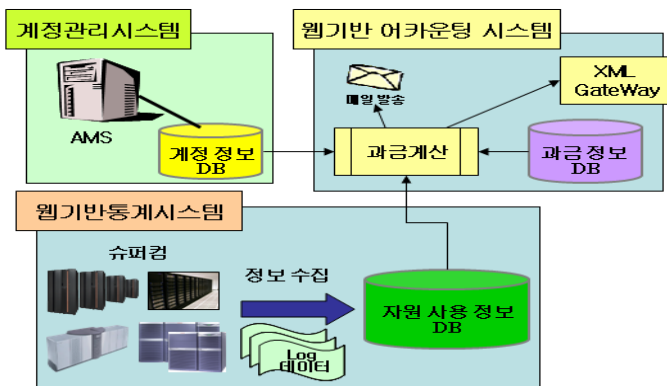 계정관리시스템
AMS
계정 정보
DB
웹기반 어카운팅 시스템
메일 발송
XML
GateWay
과금계산
과금 정보
DB
웹기반통계시스템
슈퍼컴
정보 수집
Log
데이터
자원 사용 정보
DB